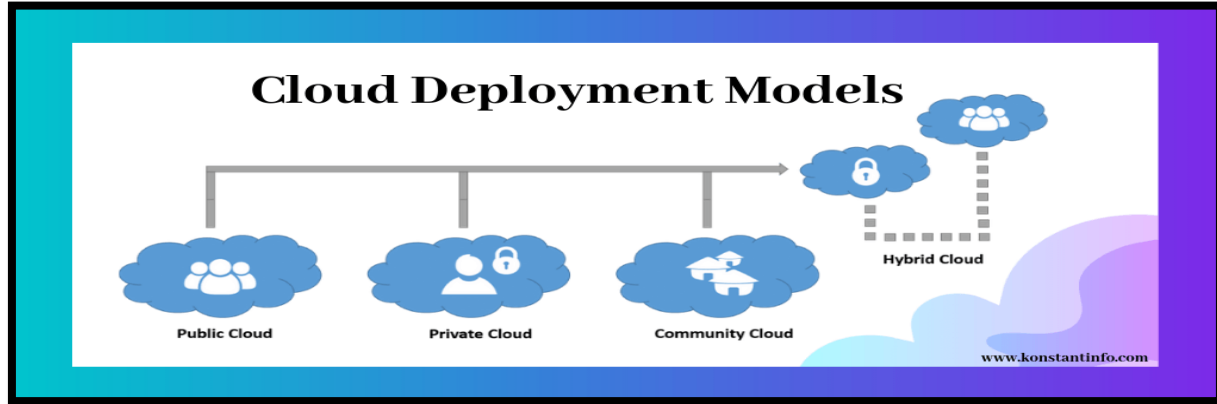 Cloud Deployment Models
Hybrid Cloud
Public Cloud
Private Cloud
Community Cloud
www.konstantinfo.com